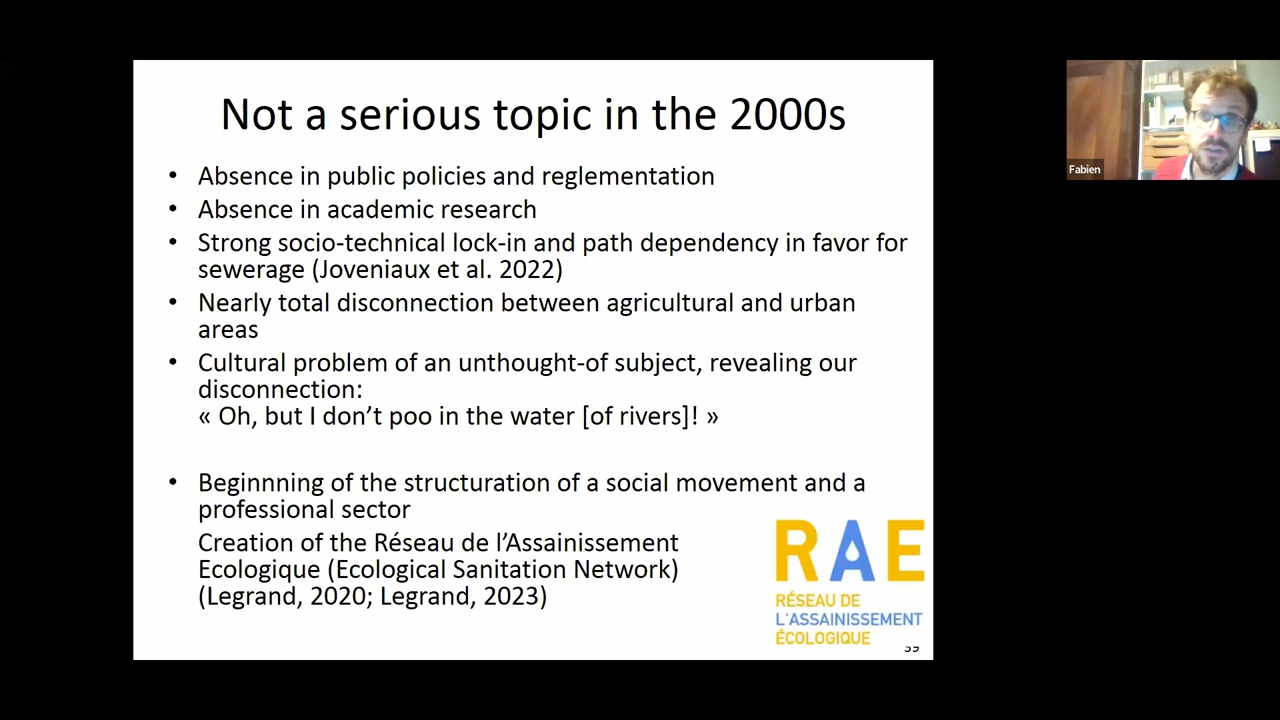 Not a serious topic in the 2000s
• Absence in public policies and reglementation
• Absence in academic research
• Strong socio-technical lock-in and path dependency in favor for
sewerage (Joveniaux et al. 2022)
• Nearly total disconnection between agricultural and urban
areas
• Cultural problem of an unthought-of subject, revealing our
disconnection:
« Oh, but I don’t poo in the water [of rivers]! »
• Beginnning of the structuration of a social movement and a
professional sector
Creation of the Réseau de l’Assainissement
Ecologique (Ecological Sanitation Network)
(Legrand, 2020; Legrand, 2023)
RAE
RÉSEAU DE
L'ASSAINISSEMENT
ÉCOLOGIQUE
39
Fabien